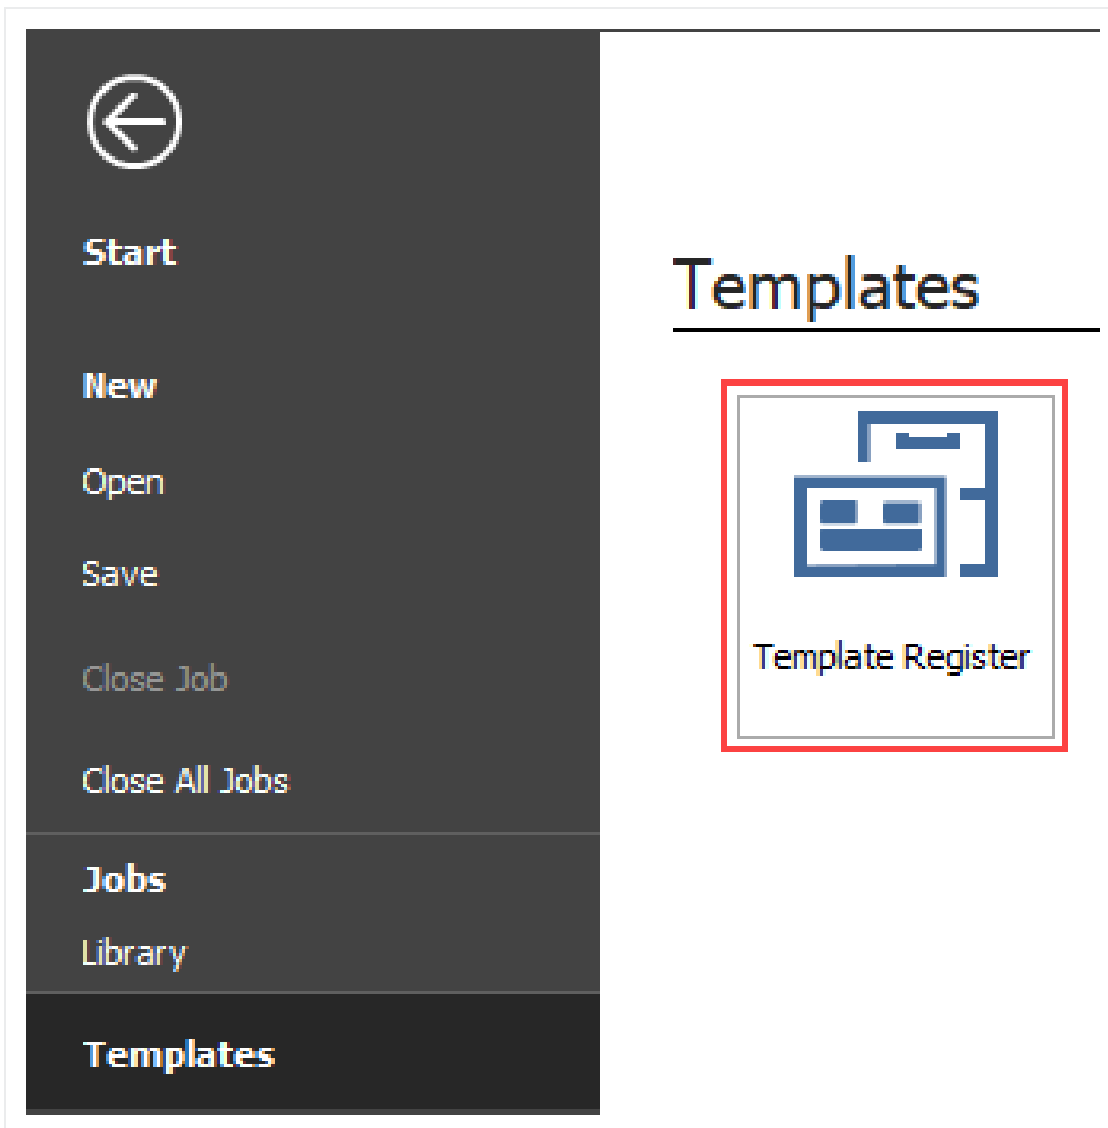 Start
New
Open
Save
Close Job
Close All Jobs
Jobs
Library
Templates
Templates
Template Register